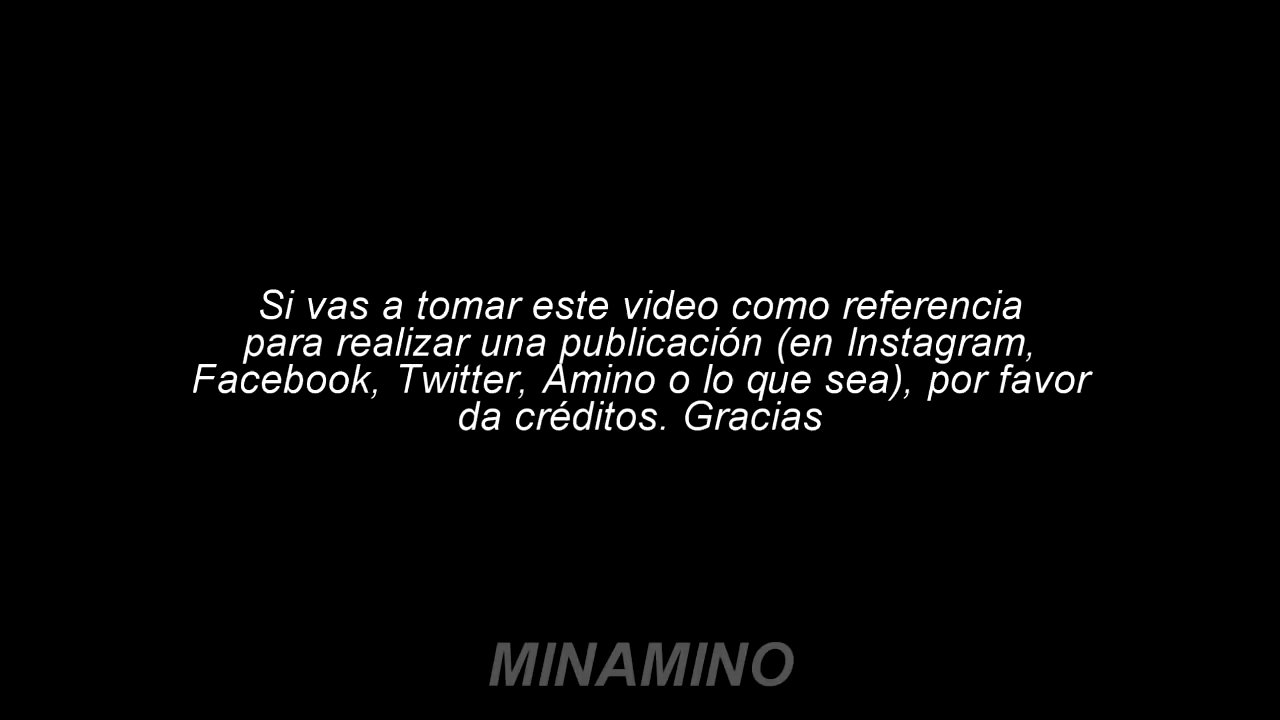 Si vas a tomar este video como referencia
para realizar una publicación (en Instagram,
Facebook, Twitter, Amino o lo que sea), por favor
da créditos. Gracias
MINAMINO